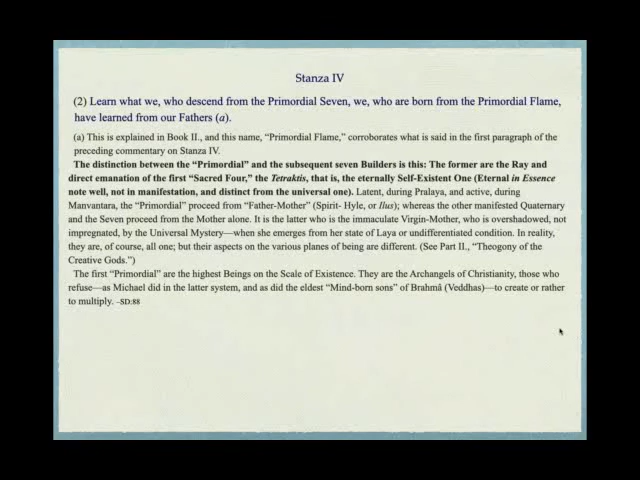 Stanza IV
(2) Learn what we, who descend from the Primordial Seven, we, who are born from the Primordial Flame,
have learned from our Fathers (a).
(a) This is explained in Book II., and this name, “Primordial Flame,” corroborates what is said in the first paragraph of the
preceding commentary on Stanza IV.
The distinction between the “Primordial” and the subsequent seven Builders is this: The former are the Ray and
direct emanation of the first “Sacred Four,” the Tetraktis, that is, the eternally Self-Existent One (Eternal in Essence
note well, not in manifestation, and distinct from the universal one). Latent, during Pralaya, and active, during
Manvantara, the “Primordial” proceed from “Father-Mother” (Spirit- Hyle, or Ilus); whereas the other manifested Quaternary
and the Seven proceed from the Mother alone. It is the latter who is the immaculate Virgin-Mother, who is overshadowed, not
impregnated, by the Universal Mystery—when she emerges from her state of Laya or undifferentiated condition. In reality,
they are, of course, all one; but their aspects on the various planes of being are different. (See Part II., “Theogony of the
Creative Gods.”)
The first “Primordial” are the highest Beings on the Scale of Existence. They are the Archangels of Christianity, those who
refuse—as Michael did in the latter system, and as did the eldest “Mind-born sons” of Brahmâ (Veddhas)—to create or rather
to multiply. –SD:88